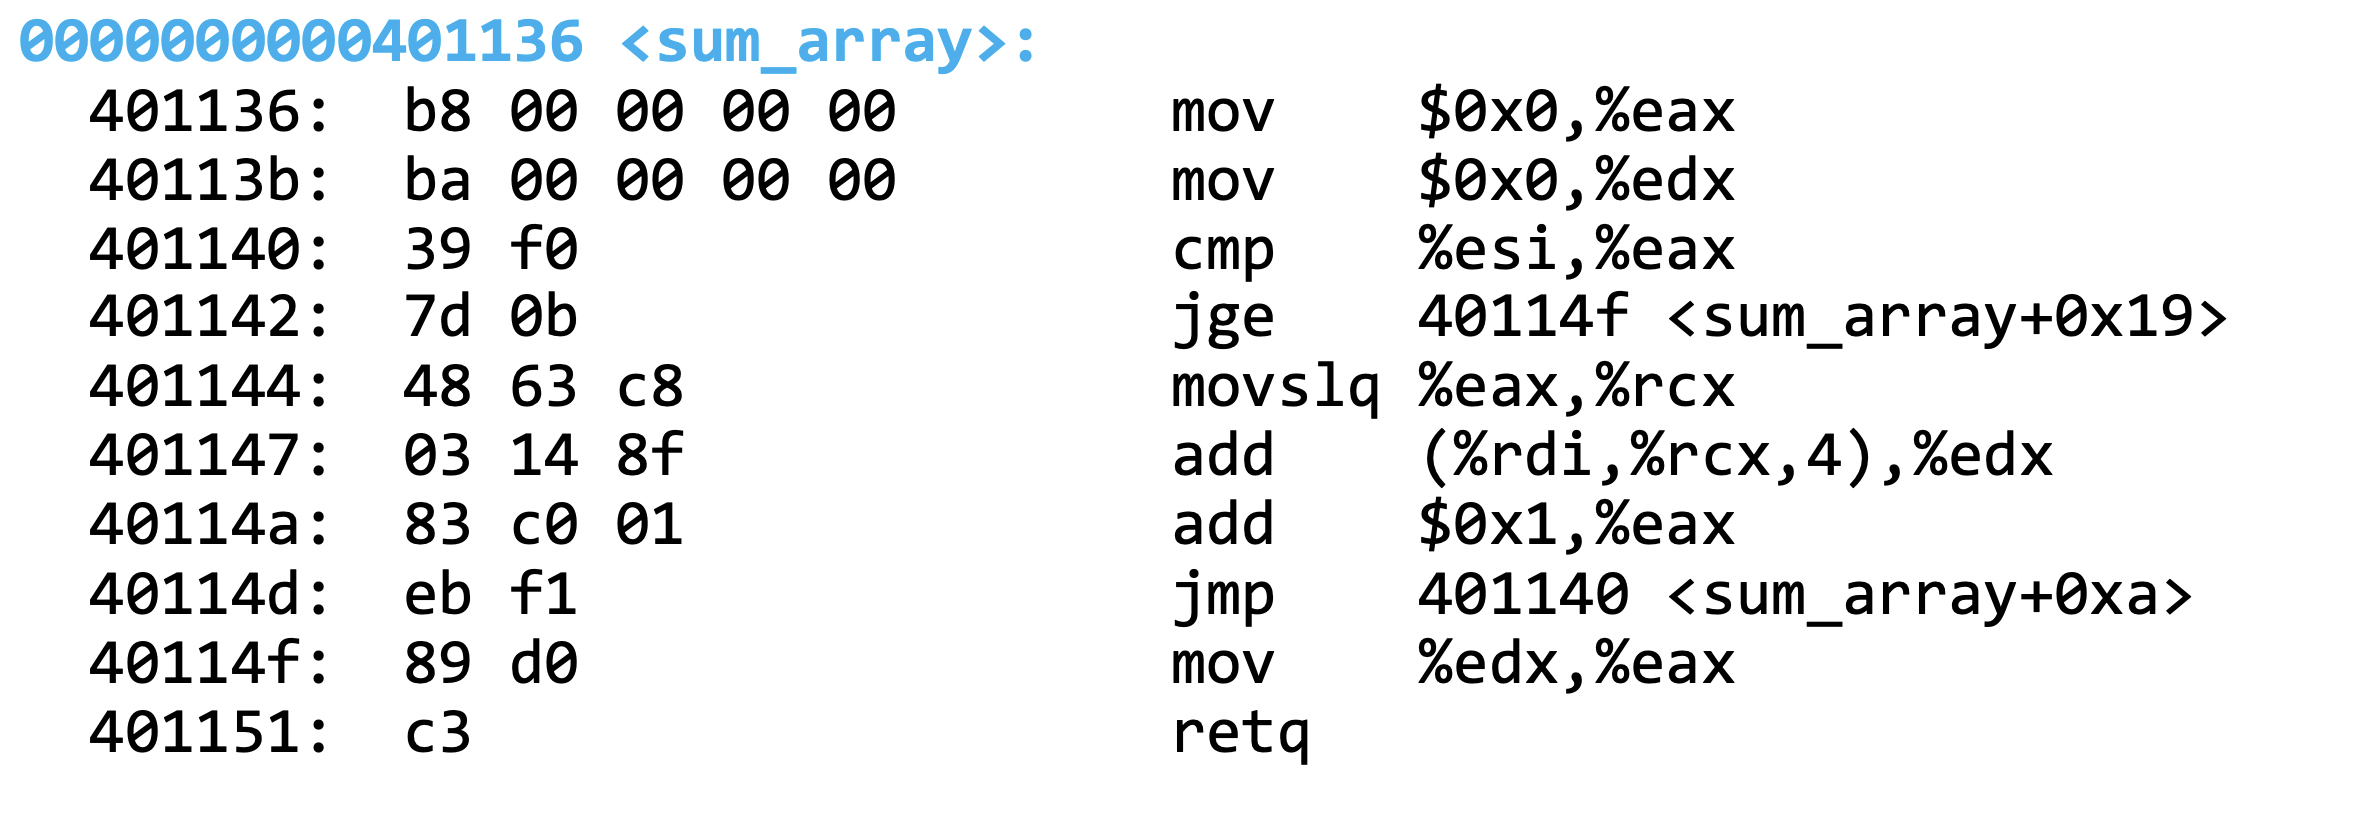 0000000000401136 <sum_array>:
401136: b8 00 00 00 00 mov $0x0,%eax
40113b: ba 00 00 00 00 mov $0x0,%edx
401140: 39 f0 cmp %esi,%eax
401142: 7d 0b jge 40114f <sum_array+0x19>
401144: 48 63 c8 movslq %eax,%rcx
401147: 03 14 8f add (%rdi,%rcx,4),%edx
40114a: 83 c0 01 add $0x1,%eax
40114d: eb f1 jmp 401140 <sum_array+0xa>
40114f: 89 d0 mov %edx,%eax
401151: c3 retq